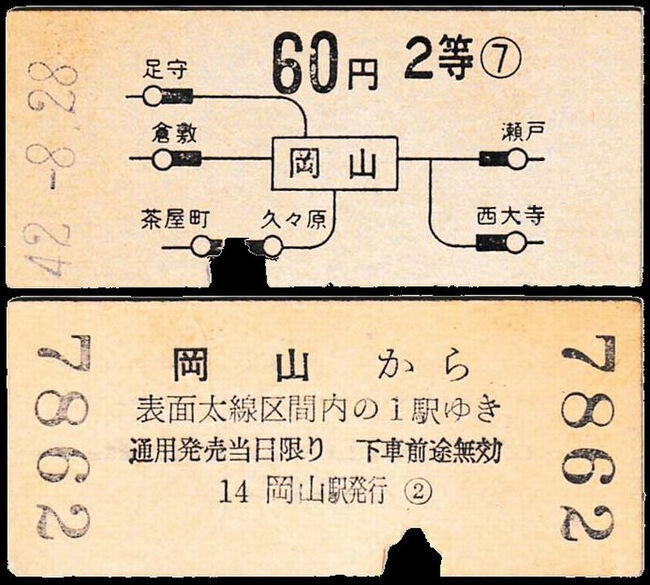 42-8.28
60円 2等⑦
足守
倉敷
岡山
瀬戸
茶屋町
久々原
西大寺
7862
岡山から
表面太線区間内の1駅ゆき
通用発売当日限り 下車前途無効
14 岡山駅発行 ②
7862